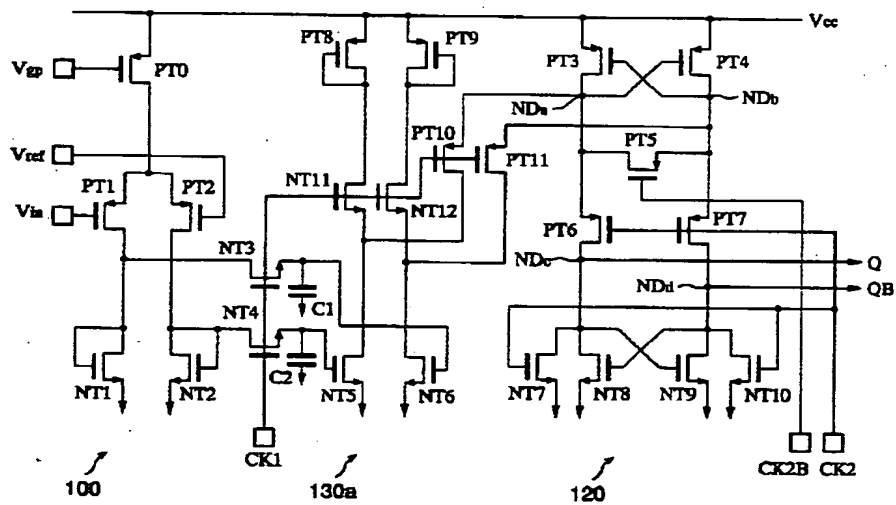 Vcc
PT8
PT9
PT3
PT4
Vgp
PT0
NDa
NDb
PT10
Vref
PT5
PT11
PT1
PT2
NT11
Vin
NT12
PT6
PT7
NT3
NDc
Q
NDd
QB
NT4
C1
C2
NT1
NT2
NT5
NT6
NT7
NT8
NT9
NT10
CK1
CK2B
CK2
100
130a
120